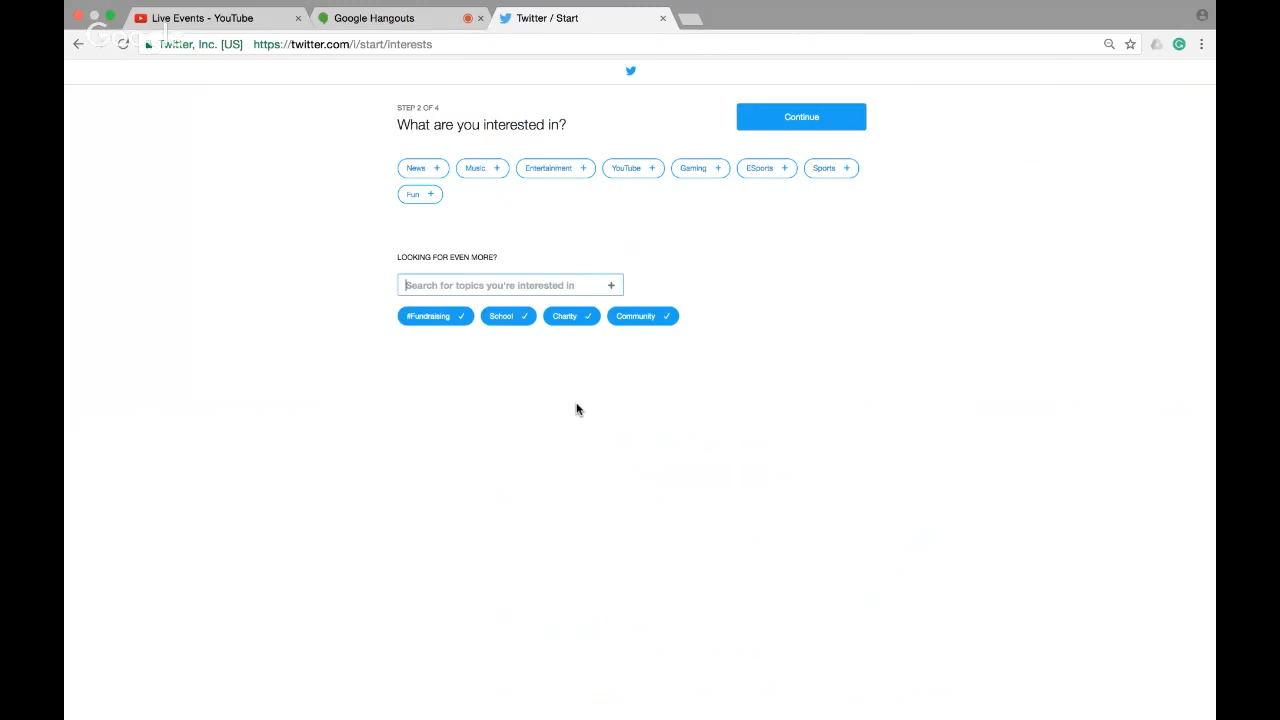 Live Events - YouTube
Google Hangouts
Twitter / Start
Google
Twitter, Inc. [US] https://twitter.com/i/start/interests
STEP 2 OF 4
What are you interested in?
Continue
News + Music + Entertainment + YouTube + Gaming + ESports + Sports +
Fun +
LOOKING FOR EVEN MORE?
Search for topics you're interested in +
#Fundraising ✓ School ✓ Charity ✓ Community ✓